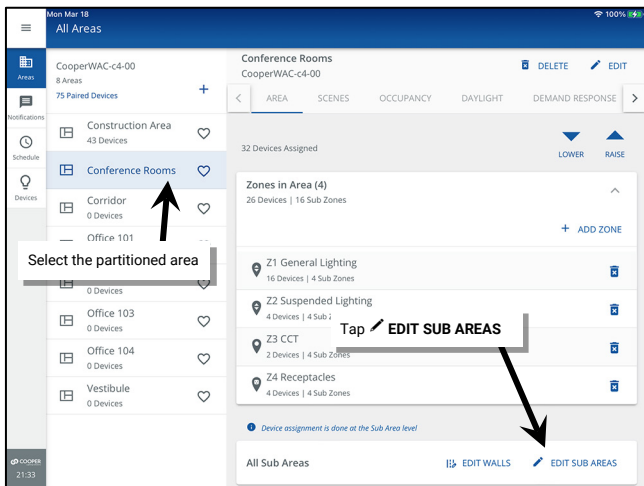 Mon Mar 18
100%
All Areas
Areas
Notifications
Schedule
Devices
COOPER
21:33
CooperWAC-c4-00
8 Areas
75 Paired Devices
+
Construction Area
43 Devices
Conference Rooms
Corridor
0 Devices
Office 101
Select the partitioned area
0 Devices
Office 103
0 Devices
Office 104
0 Devices
Vestibule
0 Devices
Conference Rooms
CooperWAC-c4-00
DELETE
EDIT
AREA SCENES OCCUPANCY DAYLIGHT DEMAND RESPONSE
32 Devices Assigned
LOWER RAISE
Zones in Area (4)
26 Devices | 16 Sub Zones
+ ADD ZONE
Z1 General Lighting
16 Devices | 4 Sub Zones
Z2 Suspended Lighting
4 Devices | 4 Sub
Tap EDIT SUB AREAS
Z3 CCT
2 Devices | 4 Sub Zones
Z4 Receptacles
4 Devices | 4 Sub Zones
Device assignment is done at the Sub Area level
All Sub Areas
EDIT WALLS
EDIT SUB AREAS